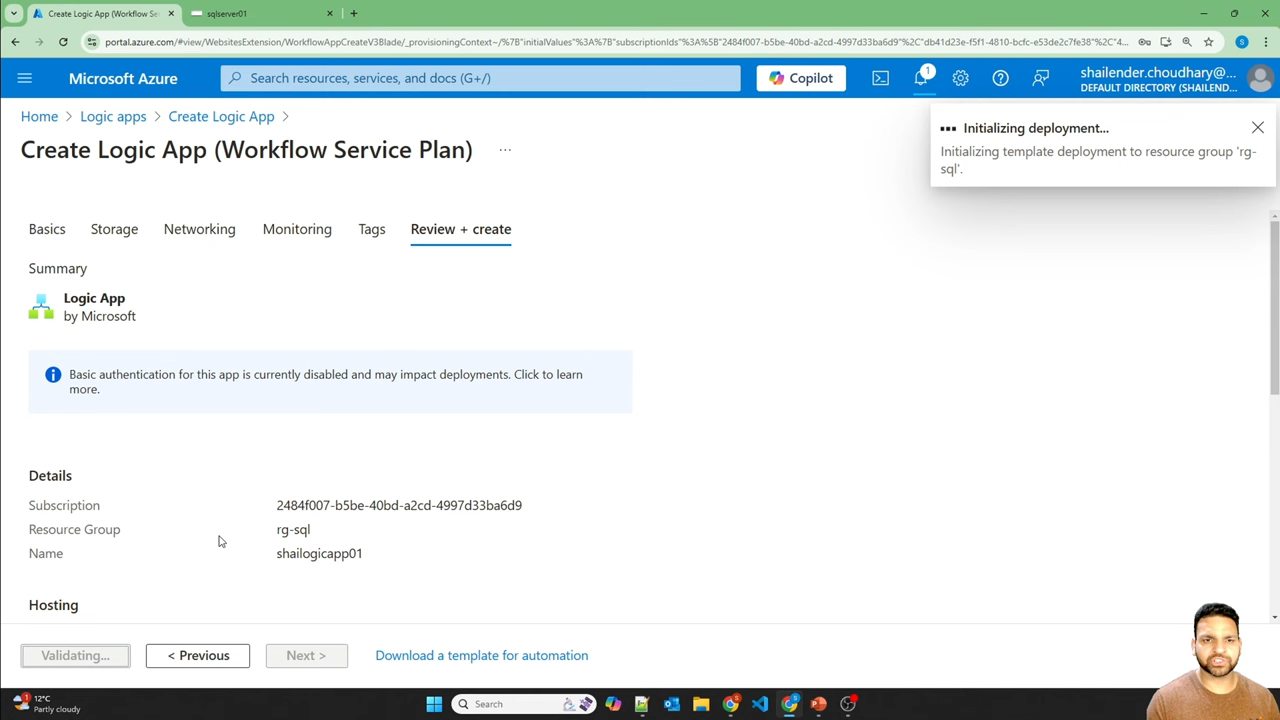 Create Logic App (Workflow Se
sqlserver01
portal.azure.com/#view/WebsitesExtension/WorkflowAppCreateV3Blade/_provisioningContext~/%7B"initialValues"%3A%7B"subscriptionIds"%3A%5B"2484f007-b5be-40bd-a2cd-4997d33ba6d9"%2C"db41d23e-f5f1-4810-bcfc-e53de2c7fe38"%2C"4...
S
Microsoft Azure
Search resources, services, and docs (G+/)
Copilot
1
shailender.choudhary@...
DEFAULT DIRECTORY (SHAILEND...
Home > Logic apps > Create Logic App >
Create Logic App (Workflow Service Plan) ...
Initializing deployment...
Initializing template deployment to resource group 'rg-
sql'.
Basics Storage Networking Monitoring Tags Review + create
Summary
Logic App
by Microsoft
Basic authentication for this app is currently disabled and may impact deployments. Click to learn
more.
Details
Subscription 2484f007-b5be-40bd-a2cd-4997d33ba6d9
Resource Group rg-sql
Name shailogicapp01
Hosting
Validating... < Previous Next > Download a template for automation
1
12°C
Partly cloudy
Search